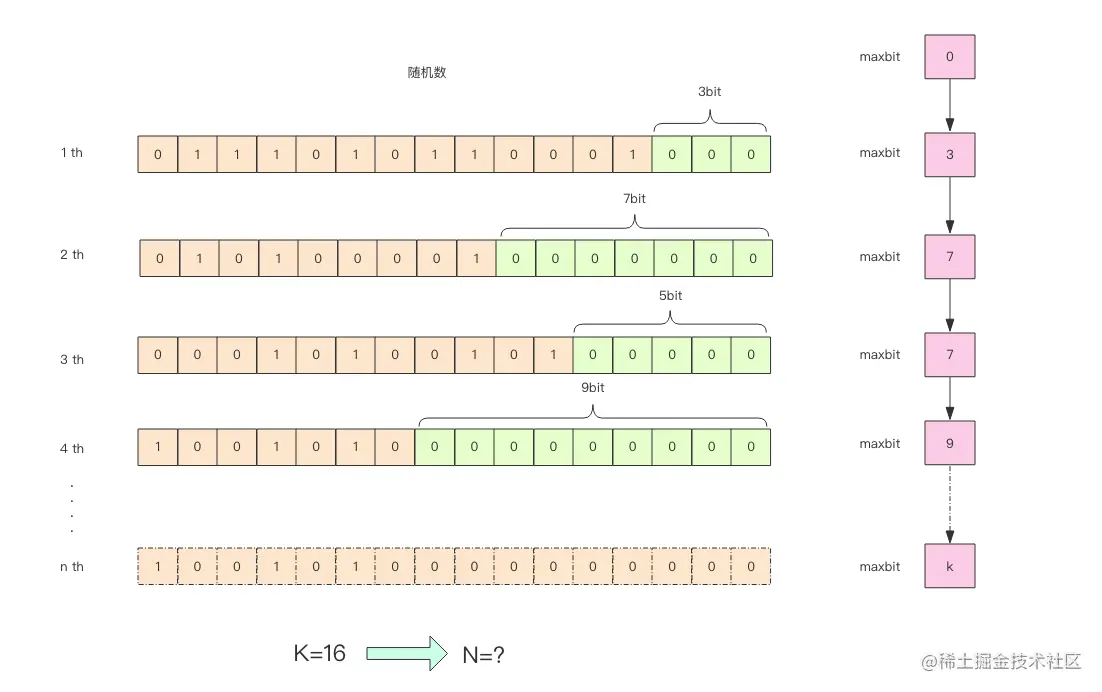 maxbit 0
随机数
3bit
1 th 0 1 1 1 0 1 0 1 1 0 0 0 1 0 0 0 maxbit 3
7bit
2 th 0 1 0 1 0 0 0 0 1 0 0 0 0 0 0 0 maxbit 7
5bit
3 th 0 0 0 1 0 1 0 0 1 0 1 0 0 0 0 0 maxbit 7
9bit
4 th 1 0 0 1 0 1 0 0 0 0 0 0 0 0 0 0 maxbit 9
.
.
.
.
n th 1 0 0 1 0 1 0 0 0 0 0 0 0 0 0 0 maxbit k
K=16 N=?
@稀土掘金技术社区